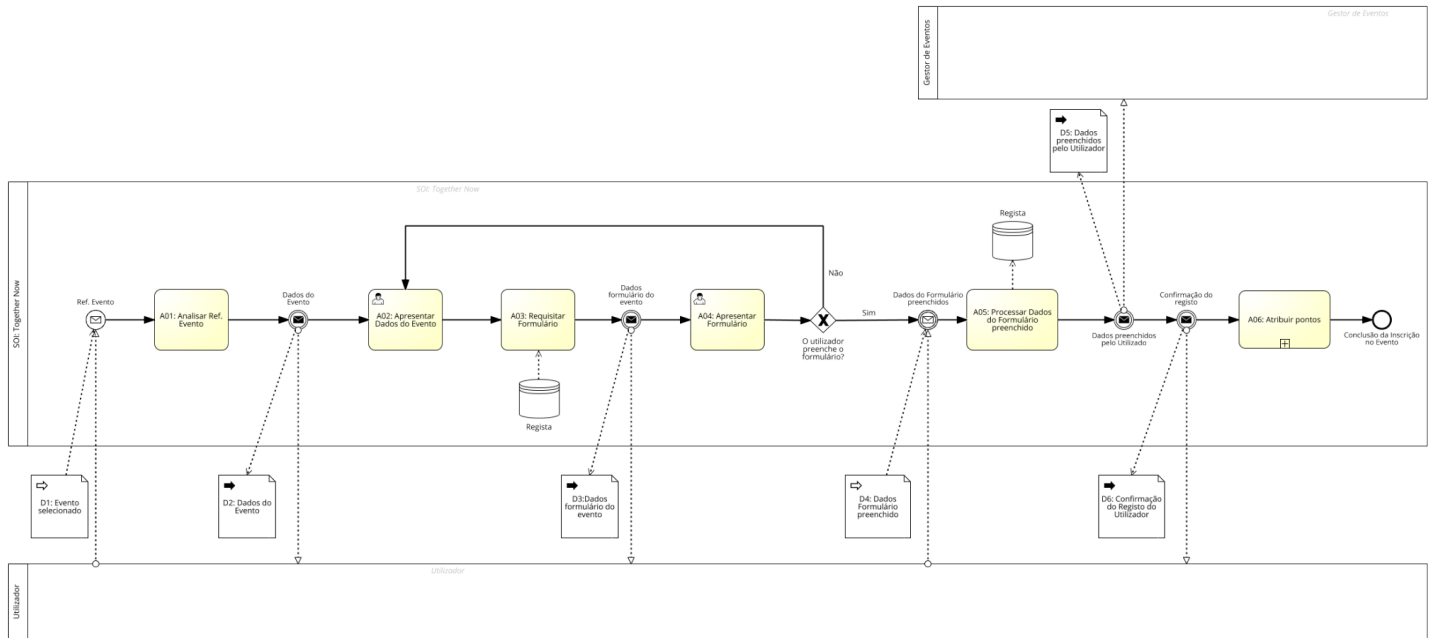 Gestor de Eventos
Gestor de Eventos
D5: Dados
preenchidos
pelo Utilizador
SOI: Together Now
SOI: Together Now
Regista
Não
Ref. Evento
A01: Analisar Ref.
Evento
Dados do
Evento
A02: Apresentar
Dados do Evento
A03: Requisitar
Formulário
Dados
formulário do
evento
A04: Apresentar
Formulário
O utilizador
preenche o
formulário?
Sim
Dados do Formulário
preenchidos
A05: Processar Dados
do Formulário
preenchido
Dados preenchidos
pelo Utilizado
Confirmação do
registo
A06: Atribuir pontos
Conclusão da Inscrição
no Evento
Regista
D1: Evento
selecionado
D2: Dados do
Evento
D3:Dados
formulário do
evento
D4: Dados
Formulário
preenchido
D6: Confirmação
do Registo do
Utilizador
Utilizador
Utilizador